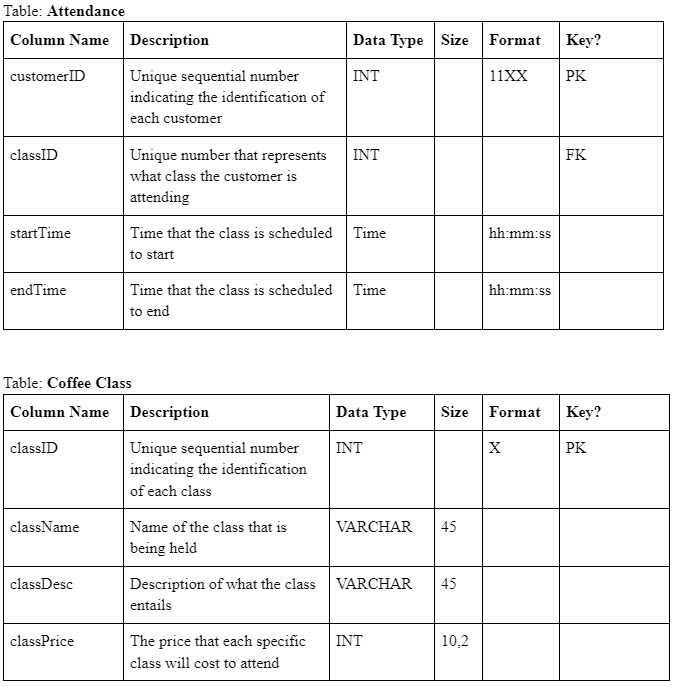 Table: Attendance
Column Name Description Data Type Size Format Key?
customerID Unique sequential number INT 11XX PK
indicating the identification of
each customer
classID Unique number that represents INT FK
what class the customer is
attending
startTime Time that the class is scheduled Time hh:mm:ss
to start
endTime Time that the class is scheduled Time hh:mm:ss
to end
Table: Coffee Class
Column Name Description Data Type Size Format Key?
classID Unique sequential number INT X PK
indicating the identification
of each class
className Name of the class that is VARCHAR 45
being held
classDesc Description of what the class VARCHAR 45
entails
classPrice The price that each specific INT 10,2
class will cost to attend